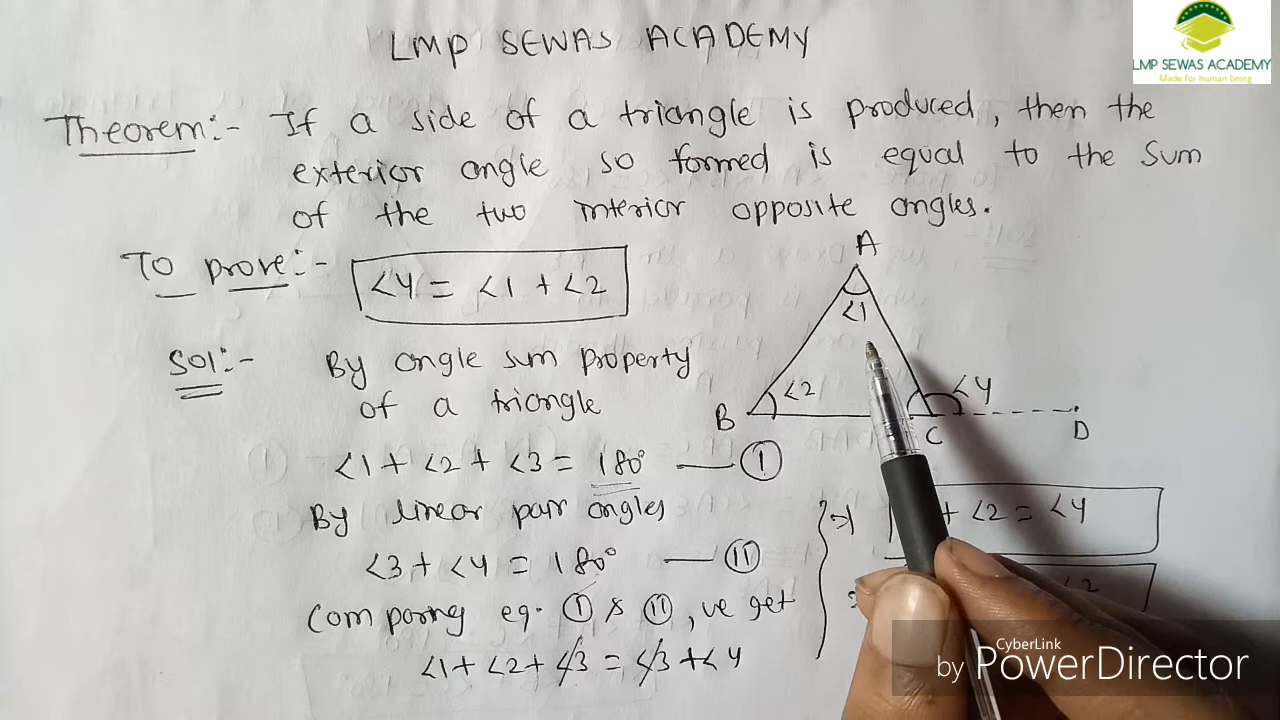 LMP SEWAS ACADEMY
LMP SEWAS ACADEMY
Made for human being
Theorem:- If a side of a triangle is produced, then the
exterior angle so formed is equal to the sum
of the two interior opposite angles.
To prove:- ∠4 = ∠1 + ∠2
Sol:- By angle sum property
of a triangle
∠1 + ∠2 + ∠3 = 180° — (I)
By linear pair angles
∠3 + ∠4 = 180° — (II)
Comparing eq. (I) & (II), we get
∠1 + ∠2 + ∠3 = ∠3 + ∠4
A
∠1
∠2
∠4
B
C
D
⇒ + ∠2 = ∠4
∠2
CyberLink
by PowerDirector